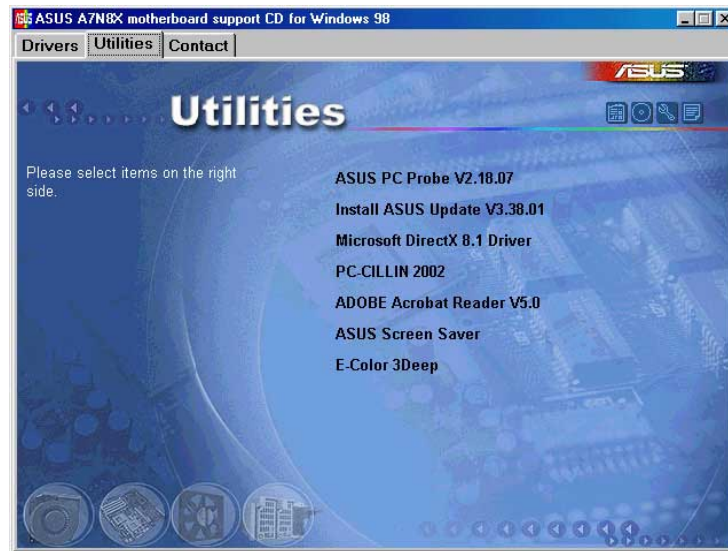 ASUS A7N8X motherboard support CD for Windows 98
Drivers Utilities Contact
ASUS
Utilities
Please select items on the right
side.
ASUS PC Probe V2.18.07
Install ASUS Update V3.38.01
Microsoft DirectX 8.1 Driver
PC-CILLIN 2002
ADOBE Acrobat Reader V5.0
ASUS Screen Saver
E-Color 3Deep